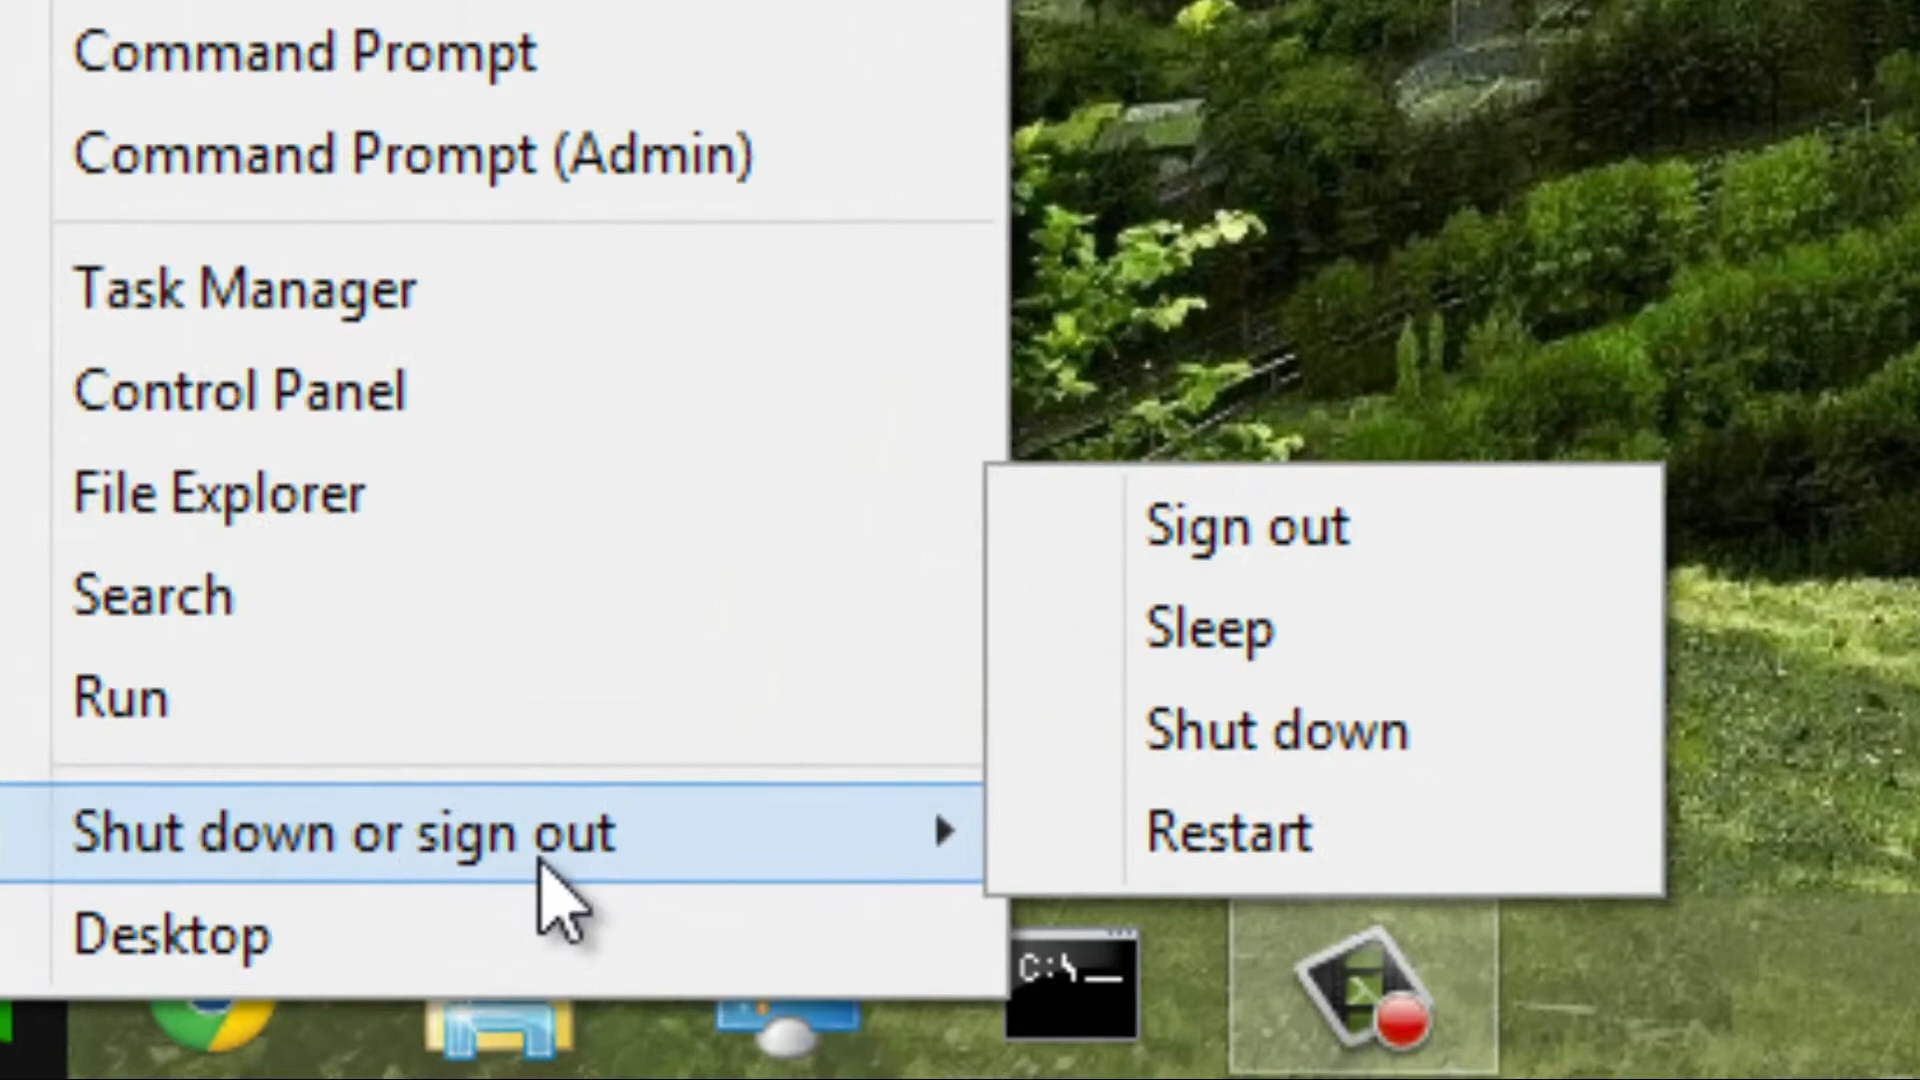 Command Prompt
Command Prompt (Admin)
Task Manager
Control Panel
File Explorer
Search
Run
Shut down or sign out
Desktop
Sign out
Sleep
Shut down
Restart
C:\_